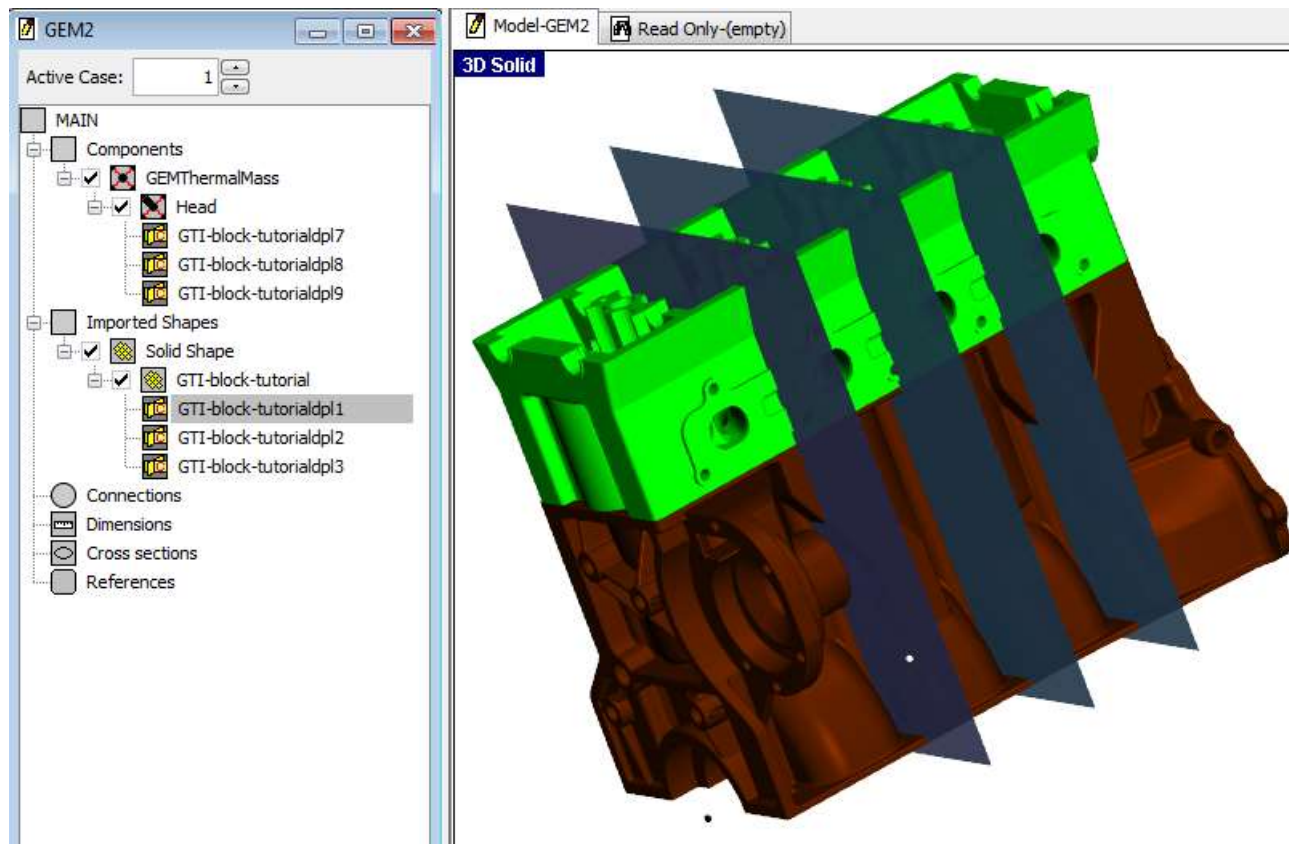 GEM2
Active Case: 1
MAIN
Components
GEMThermalMass
Head
GTI-block-tutorialdpl7
GTI-block-tutorialdpl8
GTI-block-tutorialdpl9
Imported Shapes
Solid Shape
GTI-block-tutorial
GTI-block-tutorialdpl1
GTI-block-tutorialdpl2
GTI-block-tutorialdpl3
Connections
Dimensions
Cross sections
References
Model-GEM2
Read Only-(empty)
3D Solid